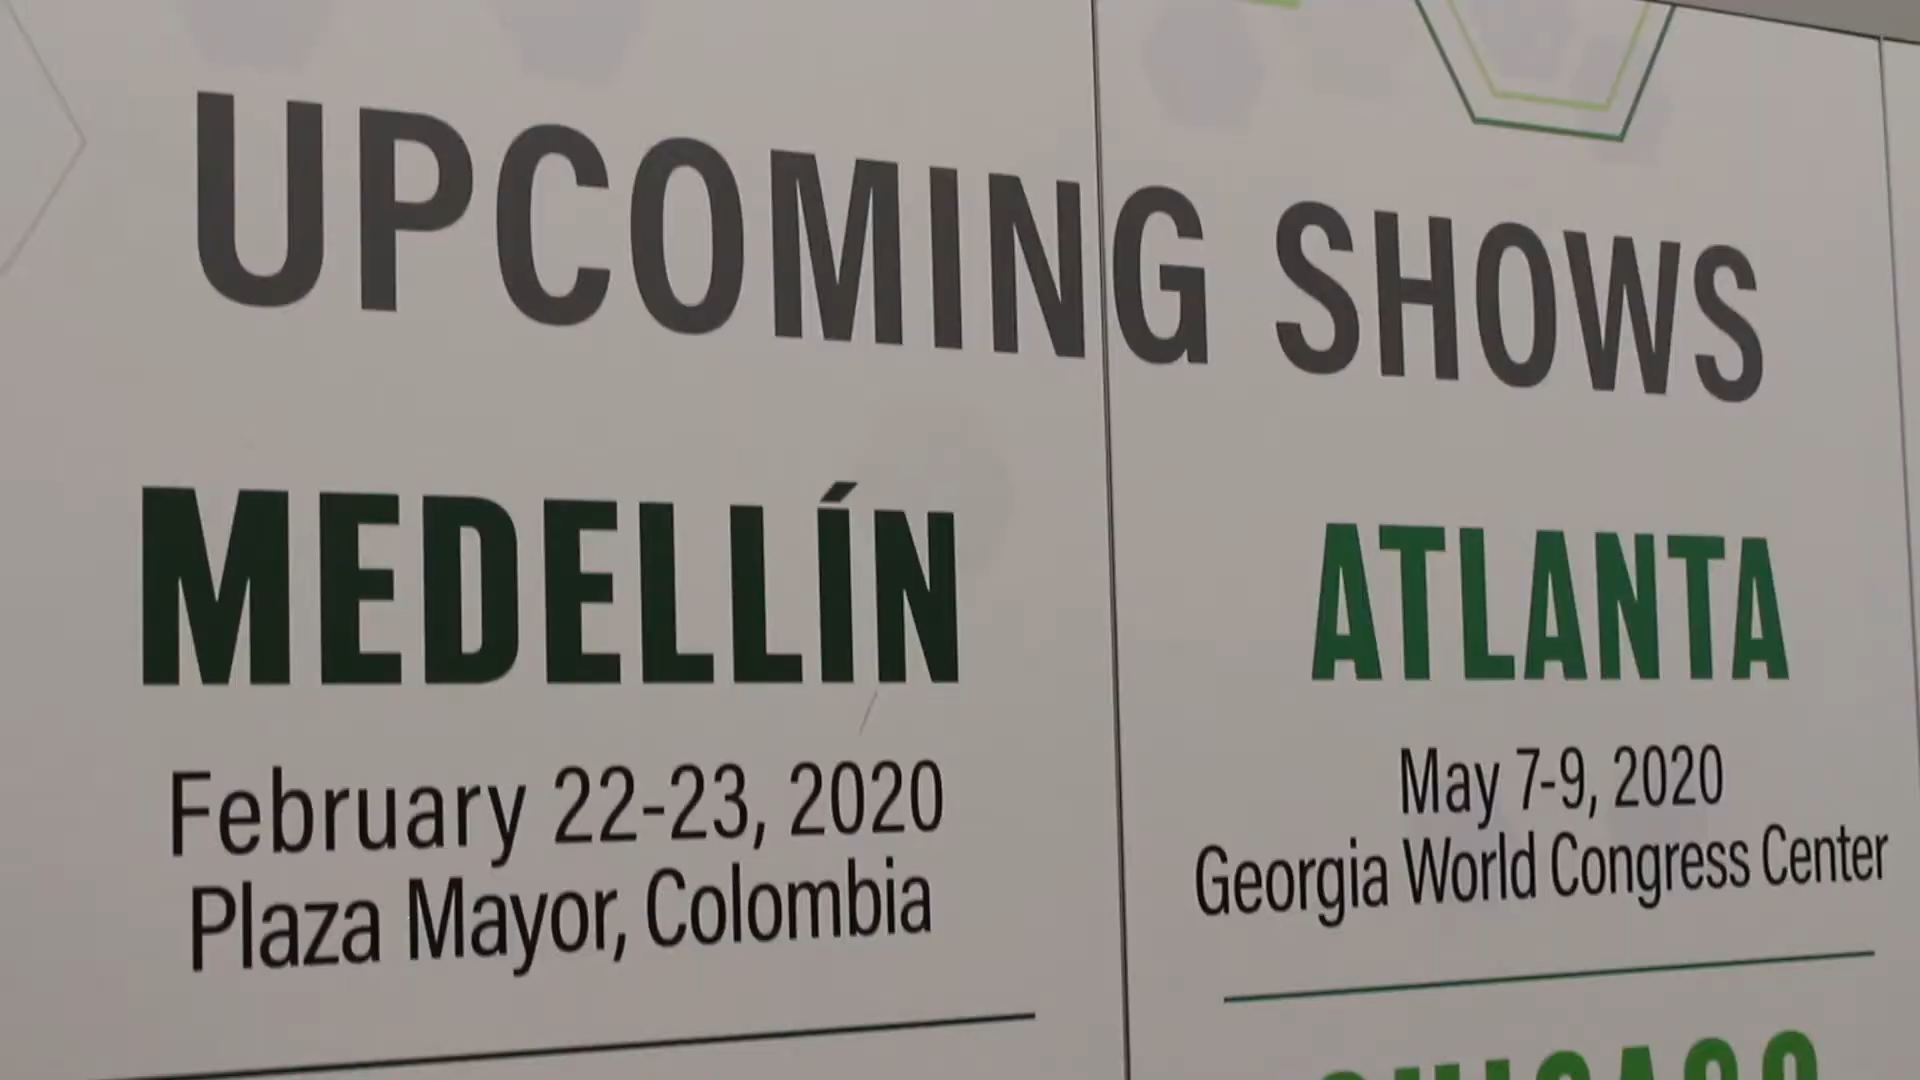 UPCOMING SHOWS
MEDELLÍN
February 22-23, 2020
Plaza Mayor, Colombia
ATLANTA
May 7-9, 2020
Georgia World Congress Center
CHICAGO